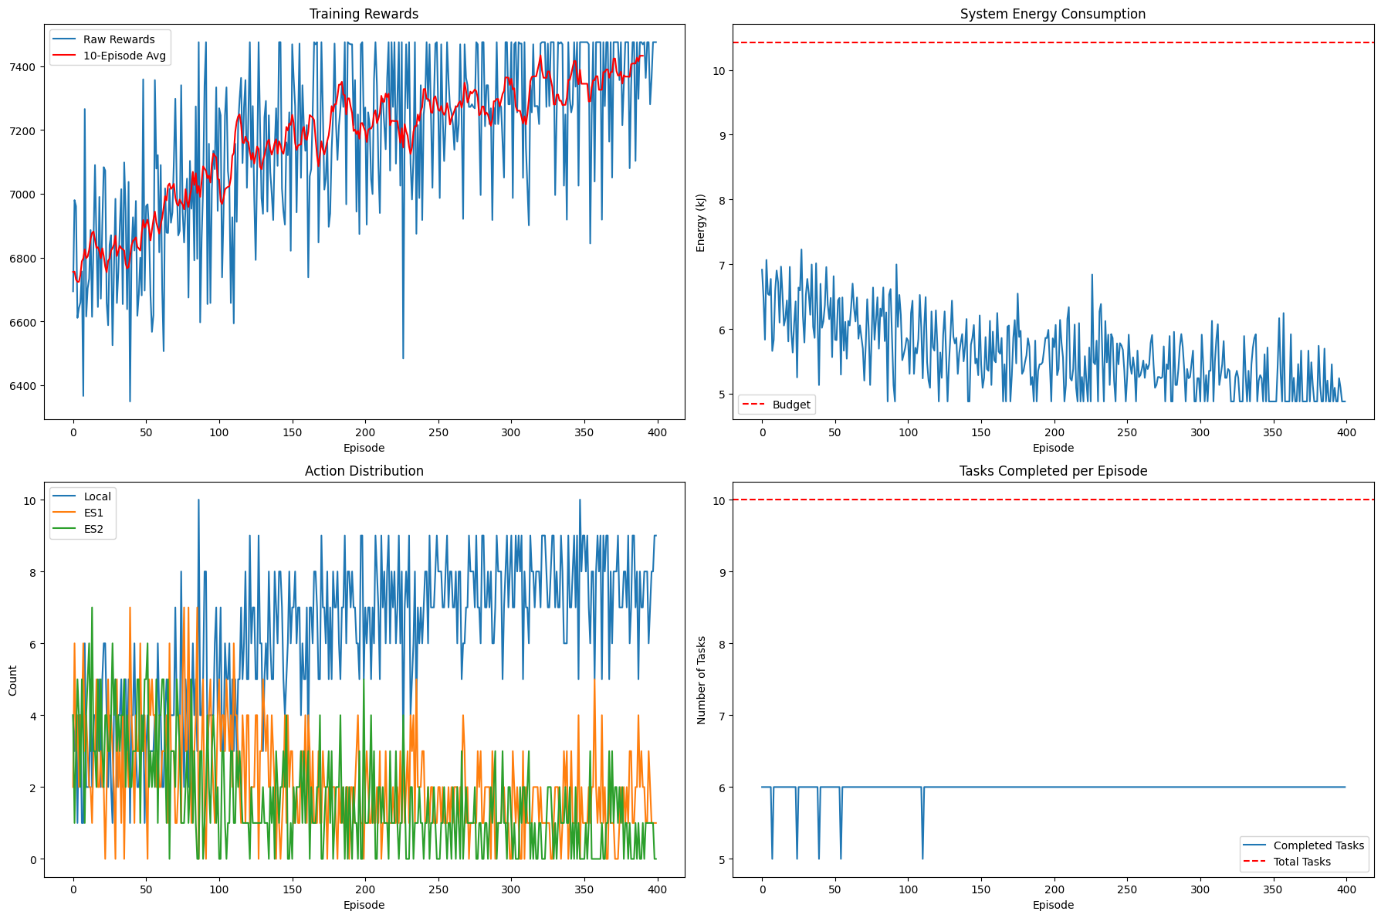 Training Rewards
Raw Rewards
10-Episode Avg
7400
7200
7000
6800
6600
6400
0 50 100 150 200 250 300 350 400
Episode
System Energy Consumption
Energy (kJ)
10
9
8
7
6
5
Budget
0 50 100 150 200 250 300 350 400
Episode
Action Distribution
Local
ES1
ES2
Count
10
8
6
4
2
0
0 50 100 150 200 250 300 350 400
Episode
Tasks Completed per Episode
Number of Tasks
10
9
8
7
6
5
Completed Tasks
Total Tasks
0 50 100 150 200 250 300 350 400
Episode